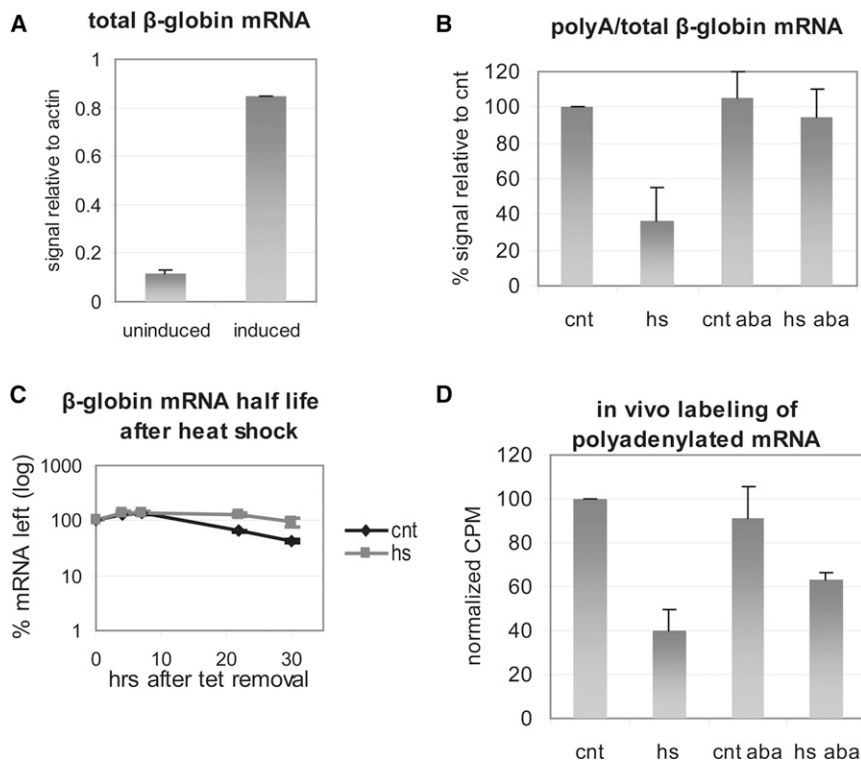 A
total β-globin mRNA
signal relative to actin
1
0.8
0.6
0.4
0.2
0
uninduced
induced
B
polyA/total β-globin mRNA
% signal relative to cnt
120
100
80
60
40
20
0
cnt
hs
cnt aba
hs aba
C
β-globin mRNA half life
after heat shock
% mRNA left (log)
1000
100
10
1
0
10
20
30
hrs after tet removal
cnt
hs
D
in vivo labeling of
polyadenylated mRNA
normalized CPM
120
100
80
60
40
20
0
cnt
hs
cnt aba
hs aba